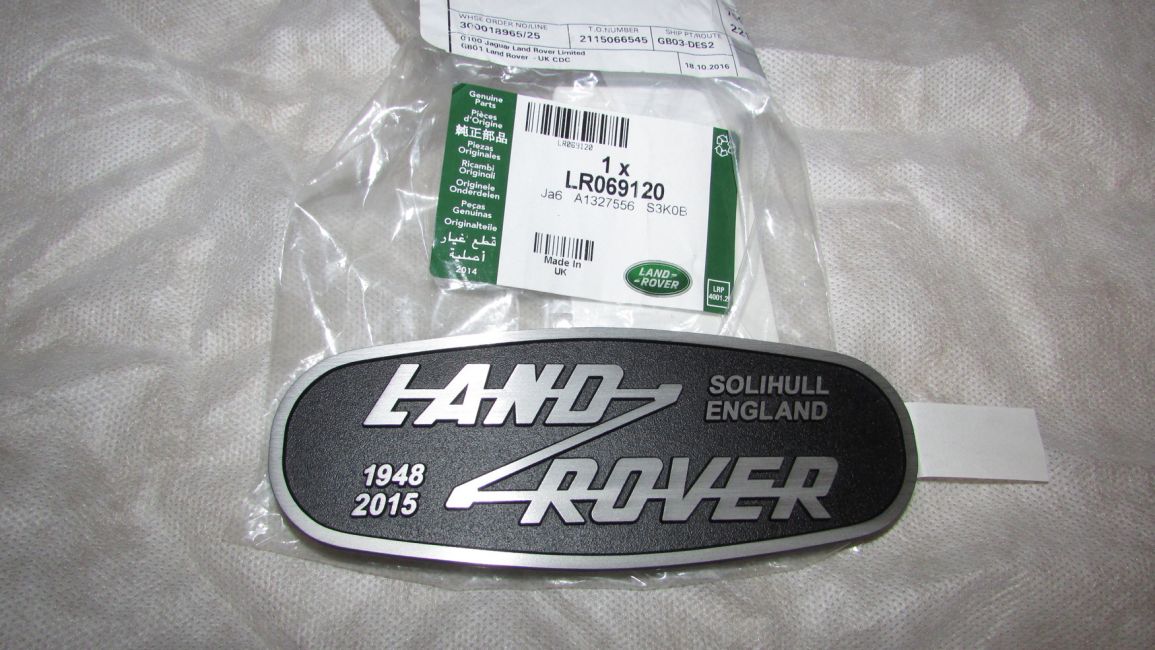 WHSE ORDER NO/LINE
300018965/25
T.O.NUMBER
2115066545
SHIP PT/ROUTE
GB03-DES2
0100 Jaguar Land Rover Limited
GB01 Land Rover - UK CDC
18.10.2016
Genuine
Parts
Pièces
d'Origine
純正部品
Piezas
Originales
Ricambi
Originali
Originele
Onderdelen
Peças
Genuinas
Originalteile
قطع غيار
أصلية
2014
LR069120
1 x
LR069120
Ja6 A1327556 S3K0B
Made In
UK
LAND-
-ROVER
LRP
4001.2
LAND
ROVER
SOLIHULL
ENGLAND
1948
2015